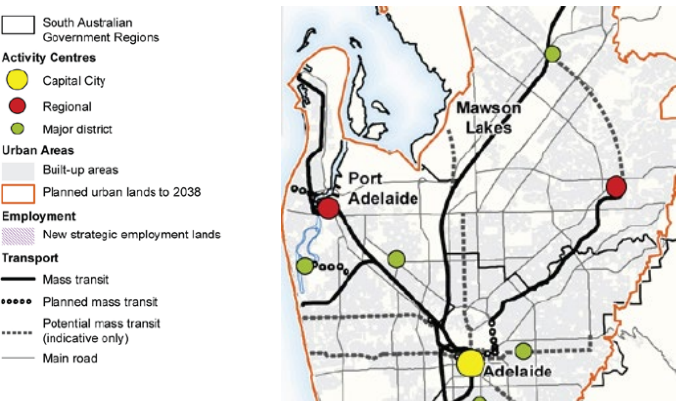 South Australian
Government Regions
Activity Centres
Capital City
Regional
Major district
Urban Areas
Built-up areas
Planned urban lands to 2038
Employment
New strategic employment lands
Transport
Mass transit
Planned mass transit
Potential mass transit
(indicative only)
Main road
Mawson
Lakes
Port
Adelaide
Adelaide